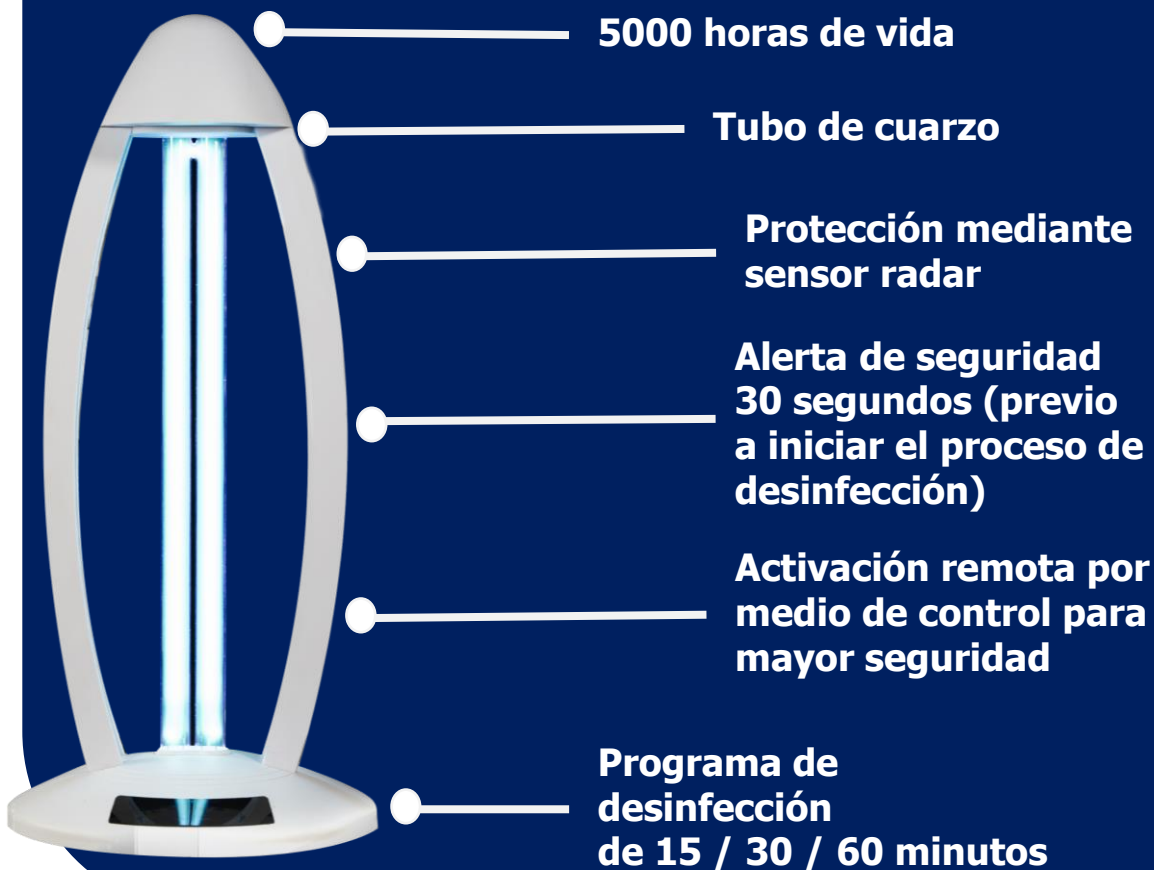 5000 horas de vida
Tubo de cuarzo
Protección mediante
sensor radar
Alerta de seguridad
30 segundos (previo
a iniciar el proceso de
desinfección)
Activación remota por
medio de control para
mayor seguridad
Programa de
desinfección
de 15 / 30 / 60 minutos